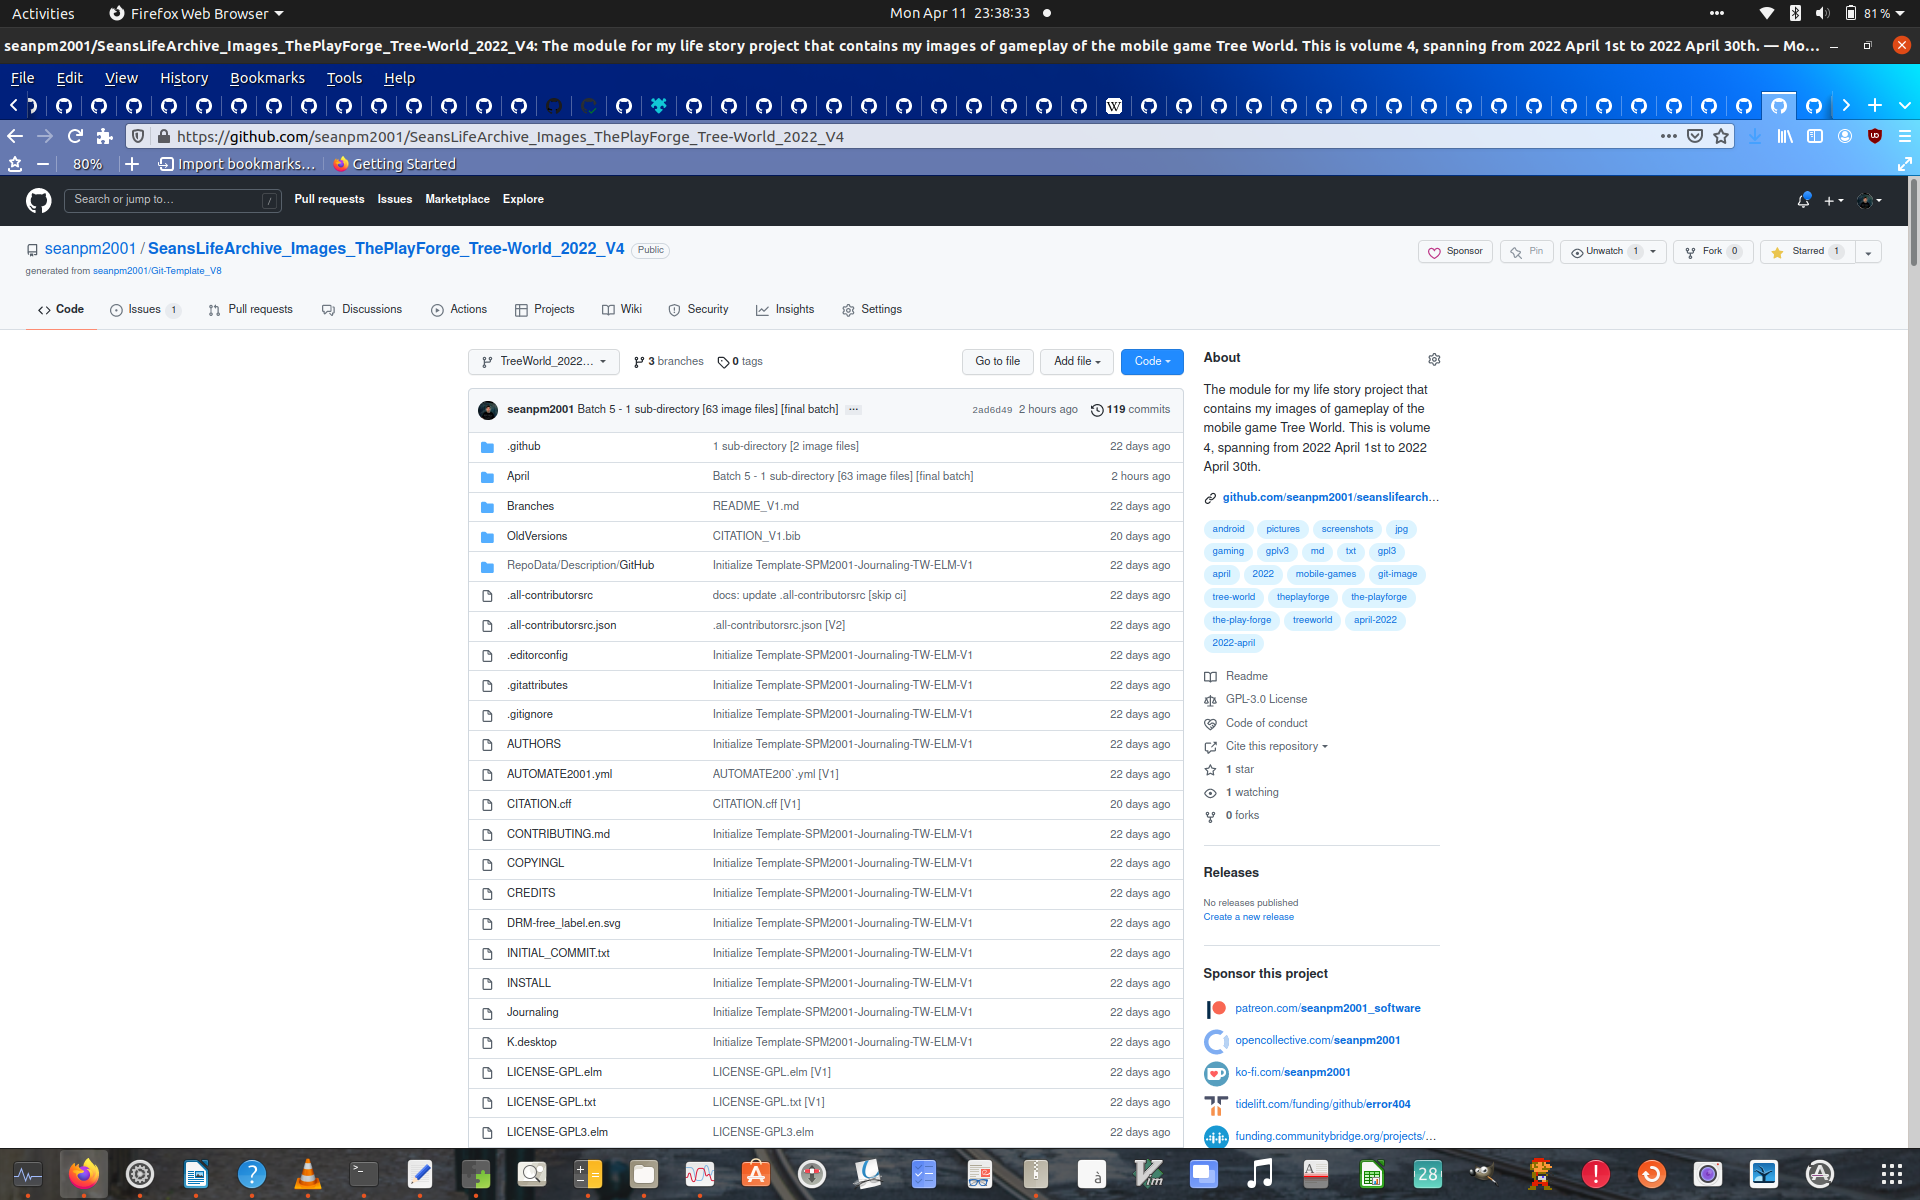 Activities
Firefox Web Browser
Mon Apr 11 23:38:33
81 %
seanpm2001/SeansLifeArchive_Images_ThePlayForge_Tree-World_2022_V4: The module for my life story project that contains my images of gameplay of the mobile game Tree World. This is volume 4, spanning from 2022 April 1st to 2022 April 30th. — Mo…
File Edit View History Bookmarks Tools Help
https://github.com/seanpm2001/SeansLifeArchive_Images_ThePlayForge_Tree-World_2022_V4
80% Import bookmarks… Getting Started
Search or jump to… /
Pull requests Issues Marketplace Explore
seanpm2001 / SeansLifeArchive_Images_ThePlayForge_Tree-World_2022_V4 Public
Sponsor Pin Unwatch 1 Fork 0 Starred 1
generated from seanpm2001/Git-Template_V8
Code Issues 1 Pull requests Discussions Actions Projects Wiki Security Insights Settings
TreeWorld_2022… 3 branches 0 tags Go to file Add file Code
seanpm2001 Batch 5 - 1 sub-directory [63 image files] [final batch] … 2ad6d49 2 hours ago 119 commits
.github 1 sub-directory [2 image files] 22 days ago
April Batch 5 - 1 sub-directory [63 image files] [final batch] 2 hours ago
Branches README_V1.md 22 days ago
OldVersions CITATION_V1.bib 20 days ago
RepoData/Description/GitHub Initialize Template-SPM2001-Journaling-TW-ELM-V1 22 days ago
.all-contributorsrc docs: update .all-contributorsrc [skip ci] 22 days ago
.all-contributorsrc.json .all-contributorsrc.json [V2] 22 days ago
.editorconfig Initialize Template-SPM2001-Journaling-TW-ELM-V1 22 days ago
.gitattributes Initialize Template-SPM2001-Journaling-TW-ELM-V1 22 days ago
.gitignore Initialize Template-SPM2001-Journaling-TW-ELM-V1 22 days ago
AUTHORS Initialize Template-SPM2001-Journaling-TW-ELM-V1 22 days ago
AUTOMATE2001.yml AUTOMATE200`.yml [V1] 22 days ago
CITATION.cff CITATION.cff [V1] 20 days ago
CONTRIBUTING.md Initialize Template-SPM2001-Journaling-TW-ELM-V1 22 days ago
COPYINGL Initialize Template-SPM2001-Journaling-TW-ELM-V1 22 days ago
CREDITS Initialize Template-SPM2001-Journaling-TW-ELM-V1 22 days ago
DRM-free_label.en.svg Initialize Template-SPM2001-Journaling-TW-ELM-V1 22 days ago
INITIAL_COMMIT.txt Initialize Template-SPM2001-Journaling-TW-ELM-V1 22 days ago
INSTALL Initialize Template-SPM2001-Journaling-TW-ELM-V1 22 days ago
Journaling Initialize Template-SPM2001-Journaling-TW-ELM-V1 22 days ago
K.desktop Initialize Template-SPM2001-Journaling-TW-ELM-V1 22 days ago
LICENSE-GPL.elm LICENSE-GPL.elm [V1] 22 days ago
LICENSE-GPL.txt LICENSE-GPL.txt [V1] 22 days ago
LICENSE-GPL3.elm LICENSE-GPL3.elm 22 days ago
About
The module for my life story project that
contains my images of gameplay of the
mobile game Tree World. This is volume
4, spanning from 2022 April 1st to 2022
April 30th.
github.com/seanpm2001/seanslifearch…
android pictures screenshots jpg
gaming gplv3 md txt gpl3
april 2022 mobile-games git-image
tree-world theplayforge the-playforge
the-play-forge treeworld april-2022
2022-april
Readme
GPL-3.0 License
Code of conduct
Cite this repository
1 star
1 watching
0 forks
Releases
No releases published
Create a new release
Sponsor this project
patreon.com/seanpm2001_software
opencollective.com/seanpm2001
ko-fi.com/seanpm2001
tidelift.com/funding/github/error404
funding.communitybridge.org/projects/…
28